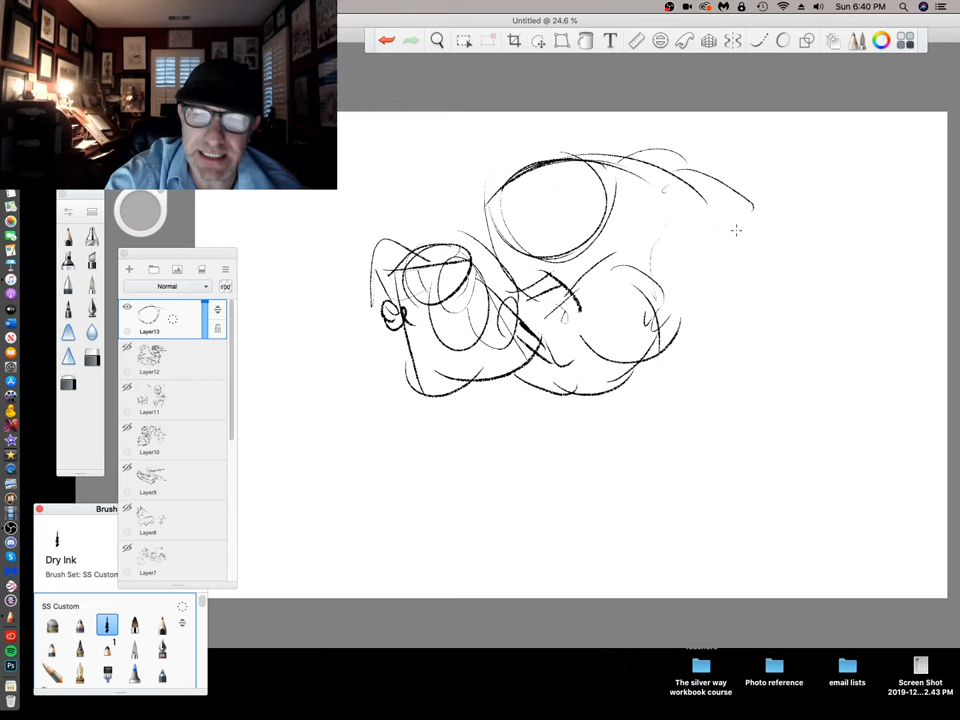 Sun 6:40 PM
Untitled @ 24.6 %
Normal
100
Layer13
Layer12
Layer11
Layer10
Layer9
Layer8
Layer7
Brush
Dry Ink
Brush Set: SS Custom
SS Custom
1
The silver way
workbook course
Photo reference
email lists
Screen Shot
2019-12...2.43 PM